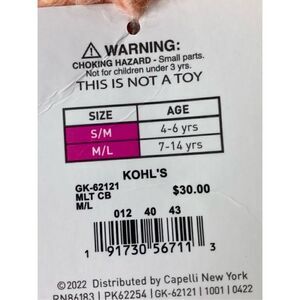 ⚠ WARNING:
CHOKING HAZARD - Small parts.
Not for children under 3 yrs.
THIS IS NOT A TOY
SIZE AGE
S/M 4-6 yrs
M/L 7-14 yrs
KOHL'S
GK-62121 $30.00
MLT CB
M/L
012 40 43
1 91730 56711 3
©2022 Distributed by Capelli New York
RN86183 | PK62254 | GK-62121 | 1001 | 0422